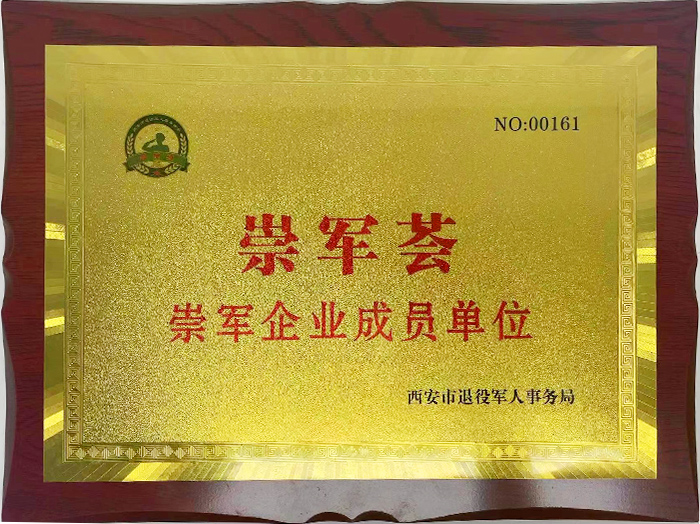 NO:00161
崇军荟
崇军企业成员单位
西安市退役军人事务局